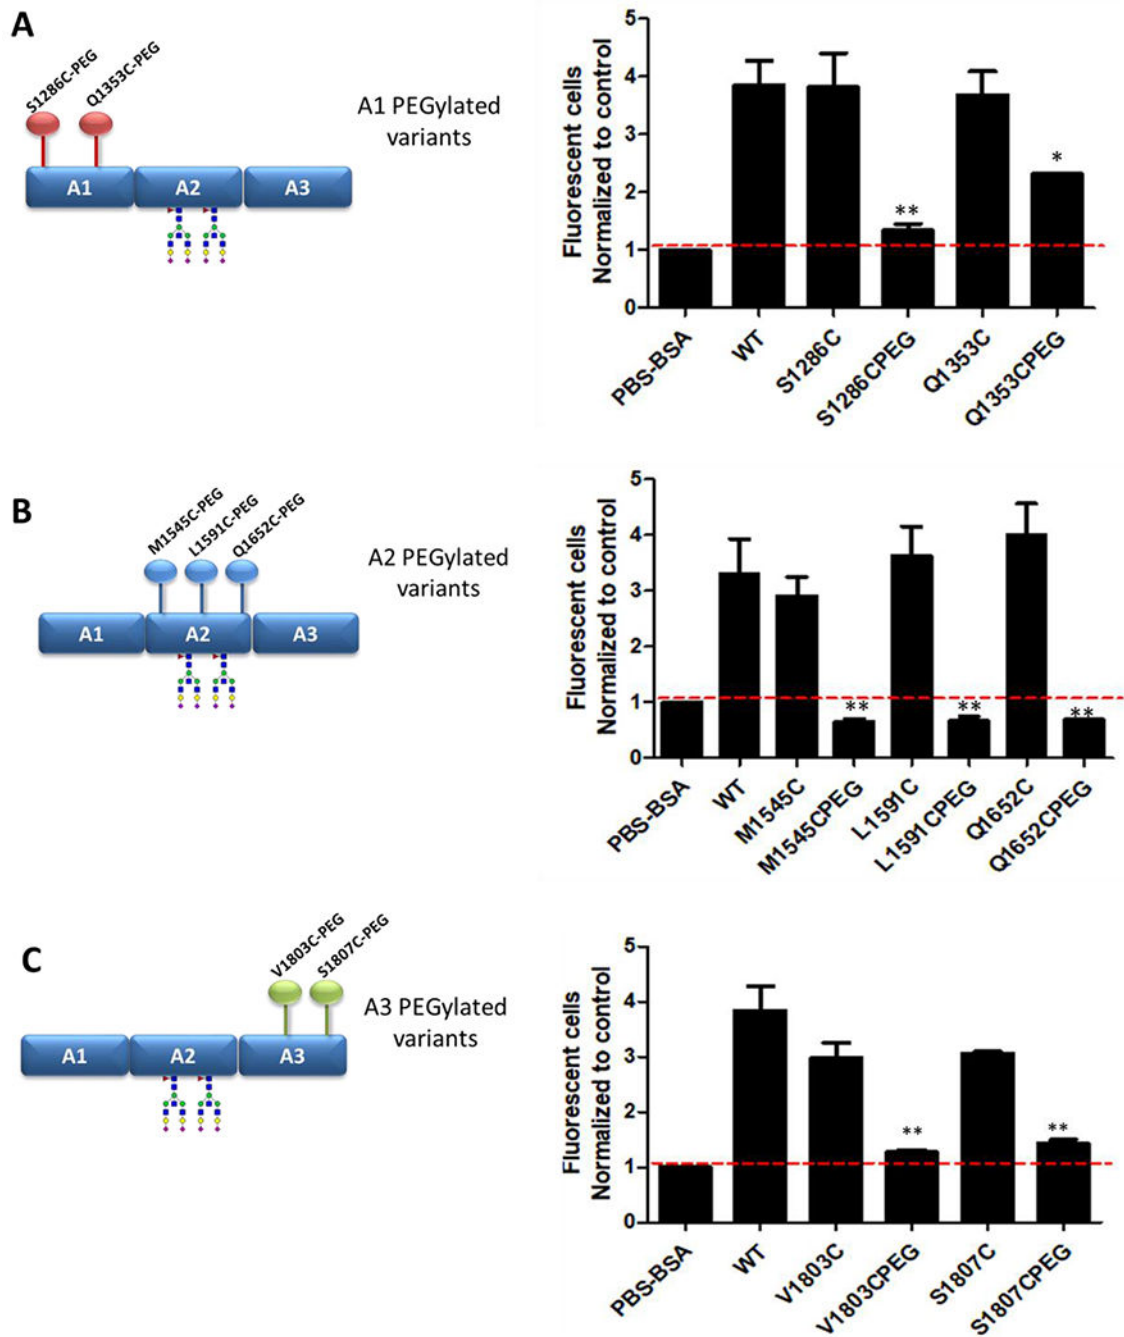 A
S1286C-PEG
Q1353C-PEG
A1 PEGylated
variants
A1
A2
A3
Fluorescent cells
Normalized to control
5
4
3
2
1
0
**
*
PBS-BSA
WT
S1286C
S1286CPEG
Q1353C
Q1353CPEG
B
M1545C-PEG
L1591C-PEG
Q1652C-PEG
A2 PEGylated
variants
A1
A2
A3
Fluorescent cells
Normalized to control
5
4
3
2
1
0
**
**
**
PBS-BSA
WT
M1545C
M1545CPEG
L1591C
L1591CPEG
Q1652C
Q1652CPEG
C
V1803C-PEG
S1807C-PEG
A3 PEGylated
variants
A1
A2
A3
Fluorescent cells
Normalized to control
5
4
3
2
1
0
**
**
PBS-BSA
WT
V1803C
V1803CPEG
S1807C
S1807CPEG